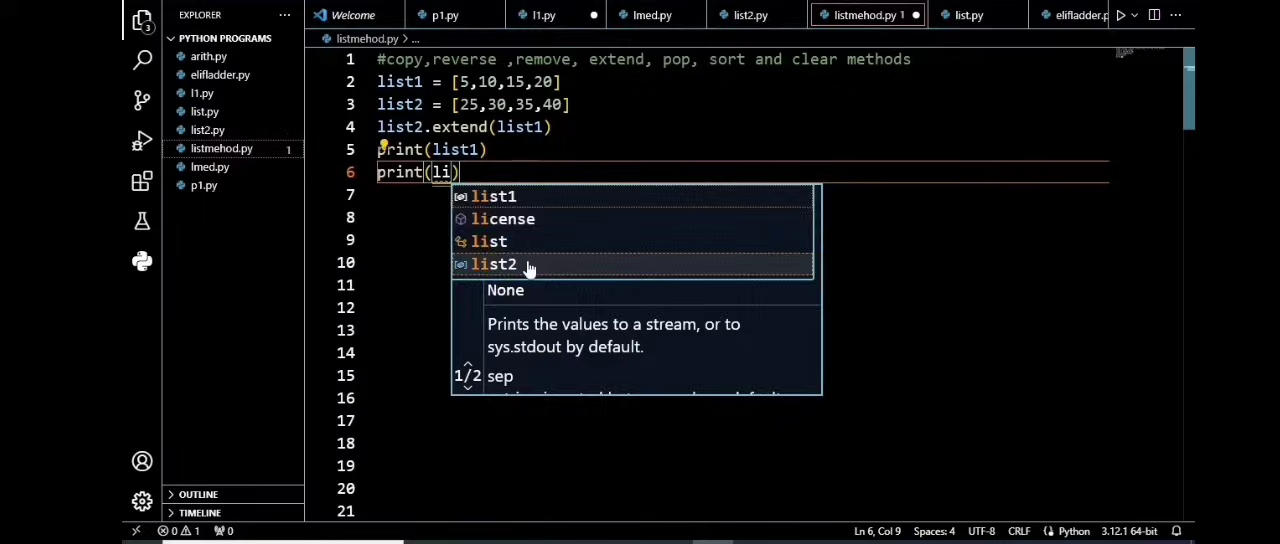 EXPLORER
Welcome
p1.py
l1.py
lmed.py
list2.py
listmehod.py 1
list.py
elifladder.p
3
PYTHON PROGRAMS
arith.py
elifladder.py
l1.py
list.py
list2.py
listmehod.py 1
lmed.py
p1.py
listmehod.py > ...
1 #copy,reverse ,remove, extend, pop, sort and clear methods
2 list1 = [5,10,15,20]
3 list2 = [25,30,35,40]
4 list2.extend(list1)
5 print(list1)
6 print(li)
7
8
9
10
11
12
13
14
15
16
17
18
19
20
21
list1
license
list
list2
None
Prints the values to a stream, or to
sys.stdout by default.
1/2 sep
OUTLINE
TIMELINE
0 1 0
Ln 6, Col 9 Spaces: 4 UTF-8 CRLF Python 3.12.1 64-bit